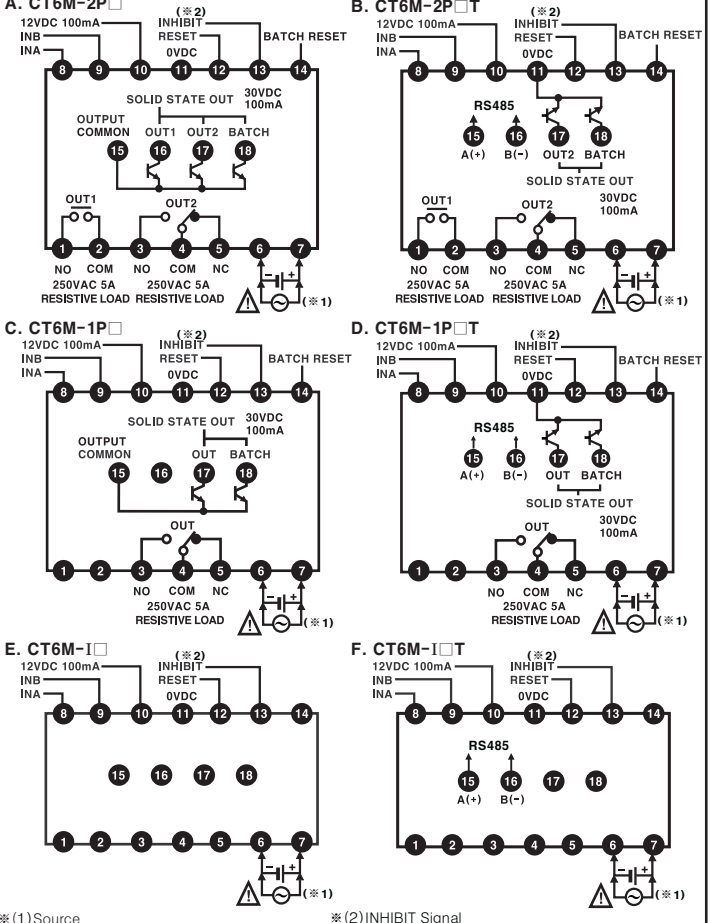 A. CT6M-2P□
(※2)
12VDC 100mA INHIBIT
INB RESET BATCH RESET
INA 0VDC
8 9 10 11 12 13 14
SOLID STATE OUT 30VDC
100mA
OUTPUT
COMMON OUT1 OUT2 BATCH
15 16 17 18
OUT1 OUT2
1 2 3 4 5 6 7
NO COM NO COM NC - +
250VAC 5A 250VAC 5A
RESISTIVE LOAD RESISTIVE LOAD (※1)
B. CT6M-2P□T
(※2)
12VDC 100mA INHIBIT
INB RESET BATCH RESET
INA 0VDC
8 9 10 11 12 13 14
RS485
15 16 17 18
A(+) B(-) OUT2 BATCH
SOLID STATE OUT
30VDC
100mA
OUT1 OUT2
1 2 3 4 5 6 7
NO COM NO COM NC - +
250VAC 5A 250VAC 5A
RESISTIVE LOAD RESISTIVE LOAD (※1)
C. CT6M-1P□
(※2)
12VDC 100mA INHIBIT
INB RESET BATCH RESET
INA 0VDC
8 9 10 11 12 13 14
SOLID STATE OUT 30VDC
100mA
OUTPUT
COMMON OUT BATCH
15 16 17 18
OUT
1 2 3 4 5 6 7
NO COM NC - +
250VAC 5A
RESISTIVE LOAD (※1)
D. CT6M-1P□T
(※2)
12VDC 100mA INHIBIT
INB RESET BATCH RESET
INA 0VDC
8 9 10 11 12 13 14
RS485
15 16 17 18
A(+) B(-) OUT BATCH
SOLID STATE OUT
30VDC
100mA
OUT
1 2 3 4 5 6 7
NO COM NC - +
250VAC 5A
RESISTIVE LOAD (※1)
E. CT6M-I□
(※2)
12VDC 100mA INHIBIT
INB RESET
INA 0VDC
8 9 10 11 12 13 14
15 16 17 18
1 2 3 4 5 6 7
- +
(※1)
F. CT6M-I□T
(※2)
12VDC 100mA INHIBIT
INB RESET
INA 0VDC
8 9 10 11 12 13 14
RS485
15 16 17 18
A(+) B(-)
1 2 3 4 5 6 7
- +
(※1)
※(1)Source ※(2)INHIBIT Signal